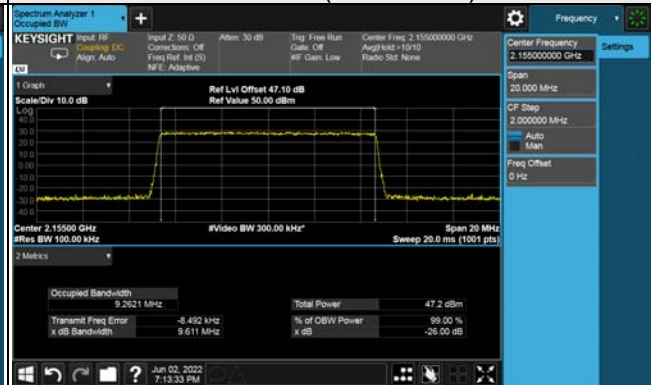 Spectrum Analyzer 1
Occupied BW
Frequency
KEYSIGHT
Input: RF
Coupling: DC
Align: Auto
Input Z: 50 Ω
Corrections: Off
Freq Ref: Int (S)
NFE: Adaptive
Atten: 30 dB
Trig: Free Run
Gate: Off
#IF Gain: Low
Center Freq: 2.155000000 GHz
Avg|Hold:>10/10
Radio Std: None
Center Frequency
2.155000000 GHz
Settings
Span
20.000 MHz
CF Step
2.000000 MHz
Auto
Man
Freq Offset
0 Hz
1 Graph
Scale/Div 10.0 dB
Ref Lvl Offset 47.10 dB
Ref Value 50.00 dBm
Log
40.0
30.0
20.0
10.0
0.00
-10.0
-20.0
-30.0
-40.0
Center 2.15500 GHz
#Res BW 100.00 kHz
#Video BW 300.00 kHz*
Span 20 MHz
Sweep 20.0 ms (1001 pts)
2 Metrics
Occupied Bandwidth
9.2621 MHz
Total Power 47.2 dBm
Transmit Freq Error -8.492 kHz
% of OBW Power 99.00 %
x dB Bandwidth 9.611 MHz
x dB -26.00 dB
Jun 02, 2022
7:13:33 PM